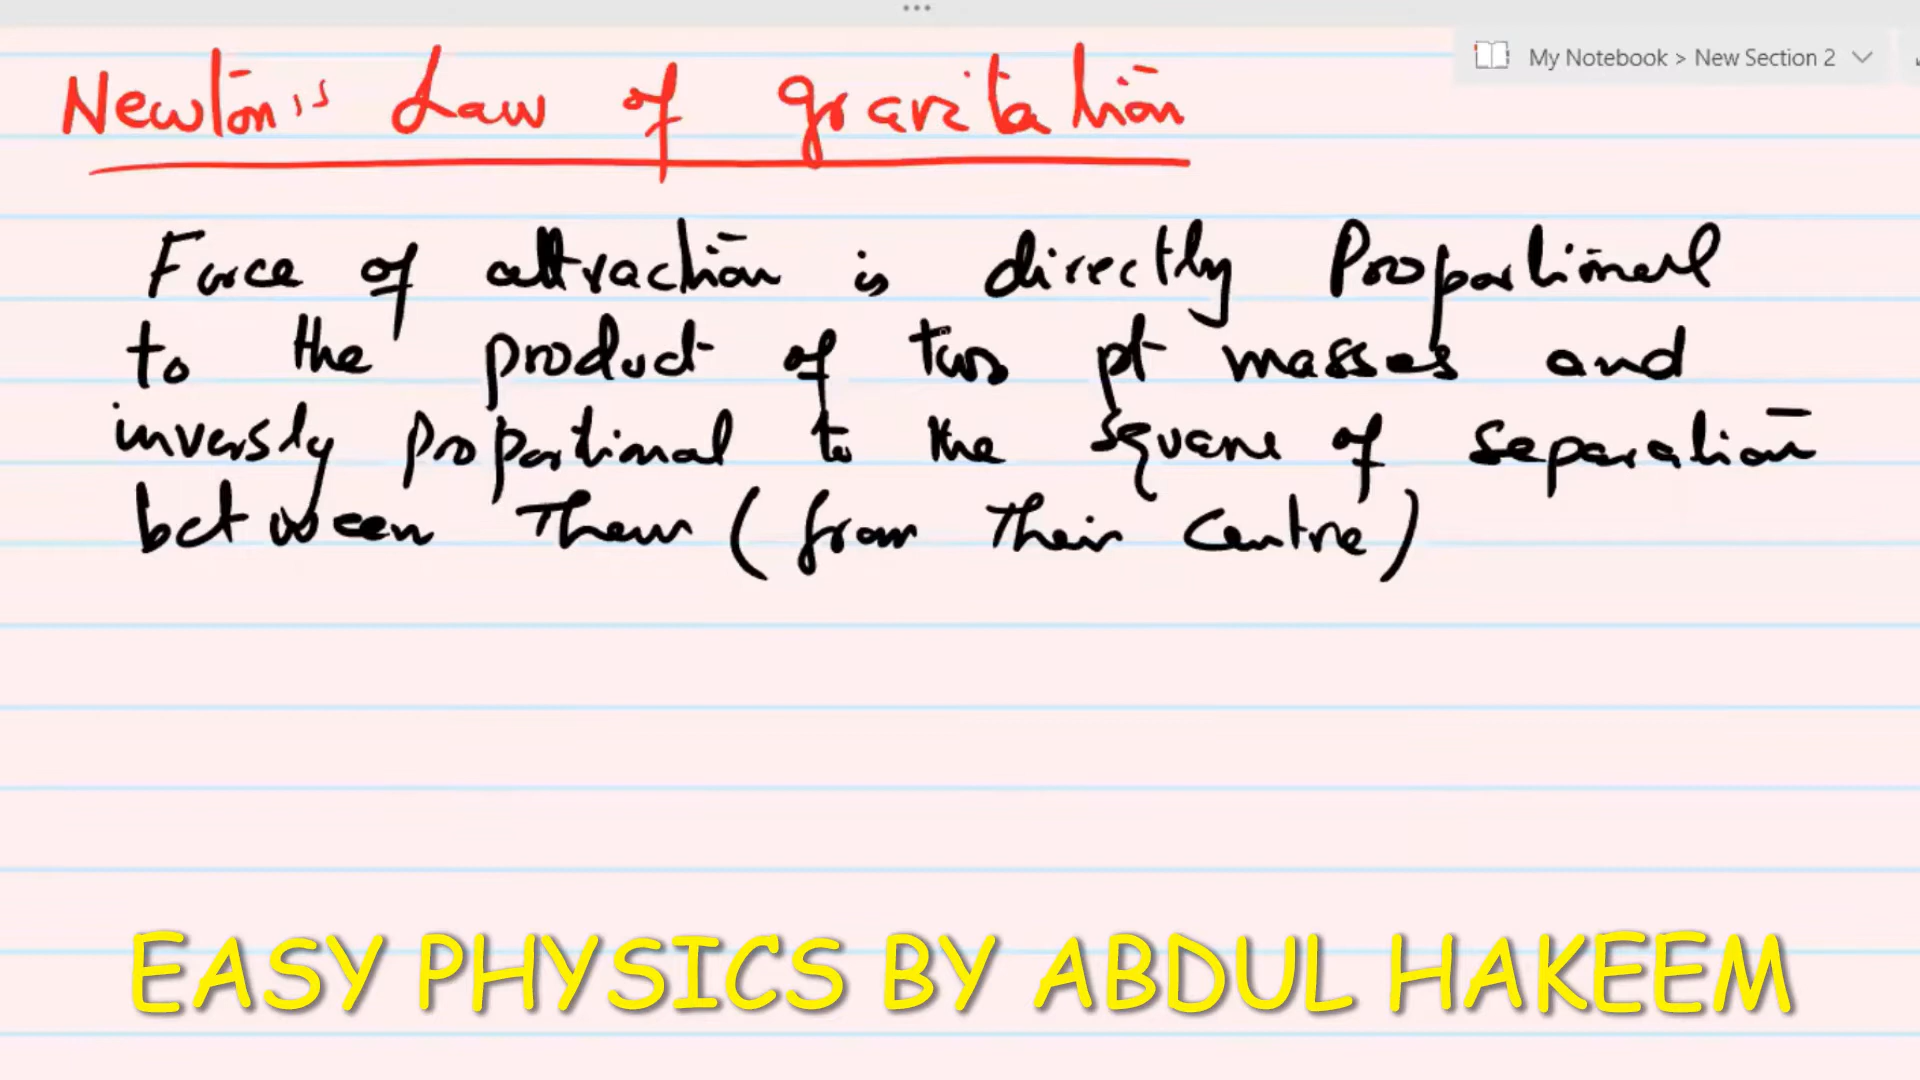 My Notebook > New Section 2
Newton's Law of gravitation
Force of attraction is directly Proportional
to the product of two pt masses and
inversly proportional to the square of separation
between Them (from Their Centre)
EASY PHYSICS BY ABDUL HAKEEM